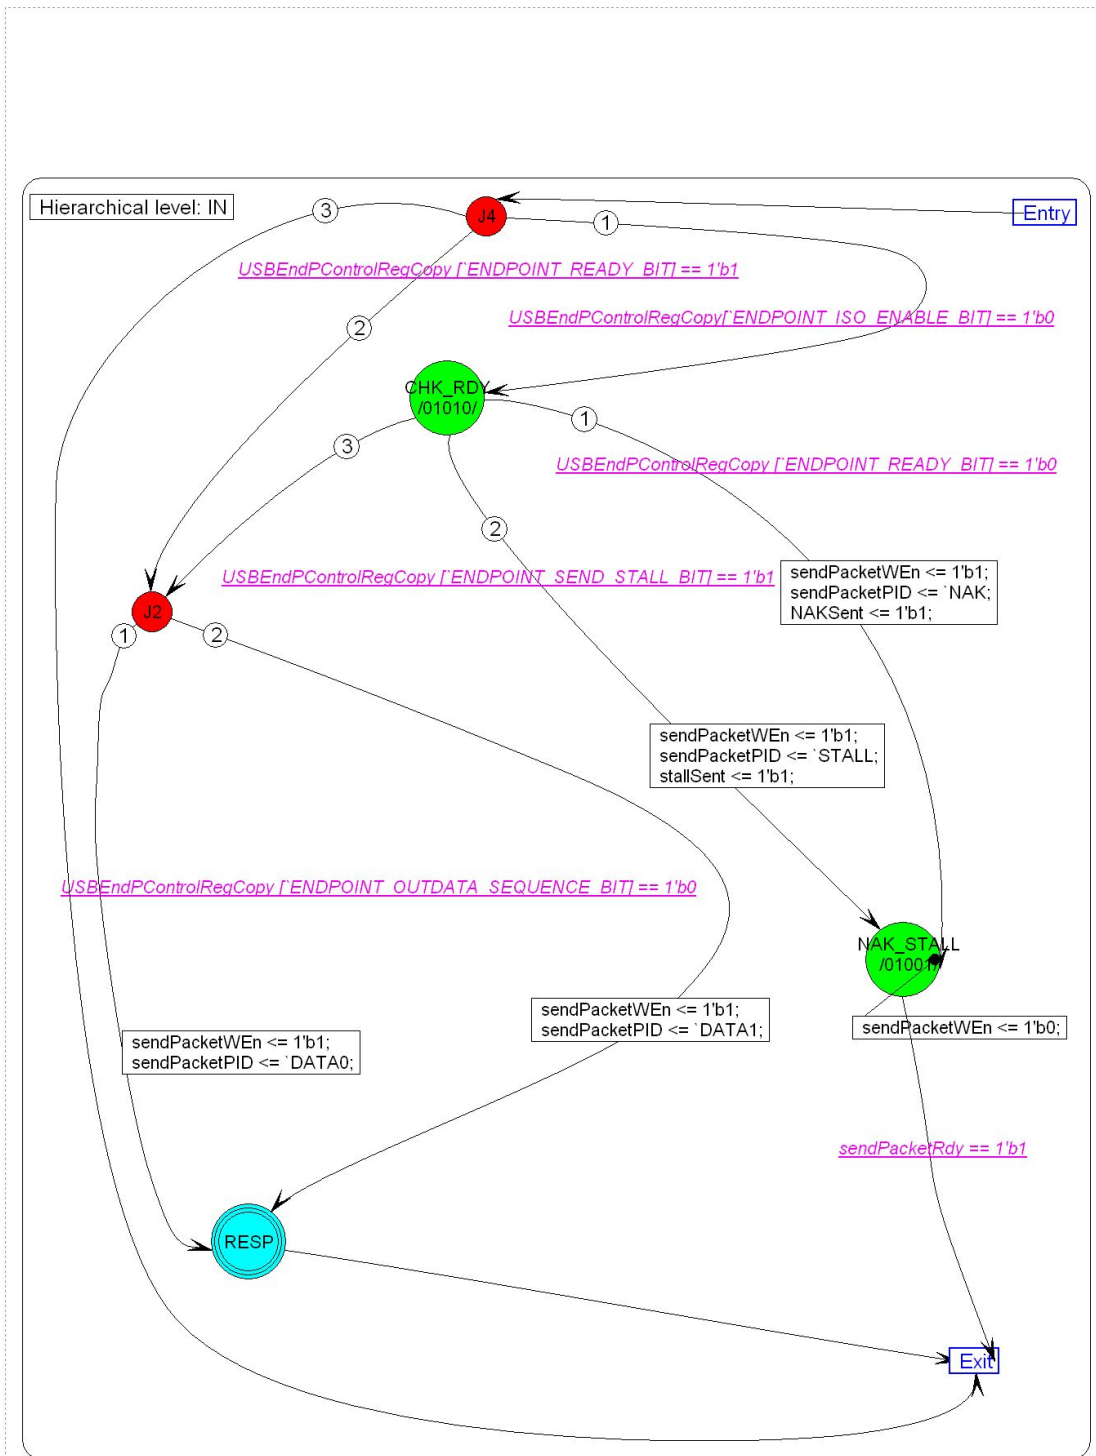 Hierarchical level: IN
3
J4
1
Entry
USBEndPControlRegCopy [`ENDPOINT_READY_BIT] == 1'b1
USBEndPControlRegCopy[`ENDPOINT_ISO_ENABLE_BIT] == 1'b0
2
CHK_RDY
/01010/
1
3
USBEndPControlRegCopy [`ENDPOINT_READY_BIT] == 1'b0
2
USBEndPControlRegCopy [`ENDPOINT_SEND_STALL_BIT] == 1'b1
sendPacketWEn <= 1'b1;
sendPacketPID <= `NAK;
NAKSent <= 1'b1;
J2
1
2
sendPacketWEn <= 1'b1;
sendPacketPID <= `STALL;
stallSent <= 1'b1;
USBEndPControlRegCopy [`ENDPOINT_OUTDATA_SEQUENCE_BIT] == 1'b0
NAK_STALL
/01001/
sendPacketWEn <= 1'b1;
sendPacketPID <= `DATA1;
sendPacketWEn <= 1'b0;
sendPacketWEn <= 1'b1;
sendPacketPID <= `DATA0;
sendPacketRdy == 1'b1
RESP
Exit